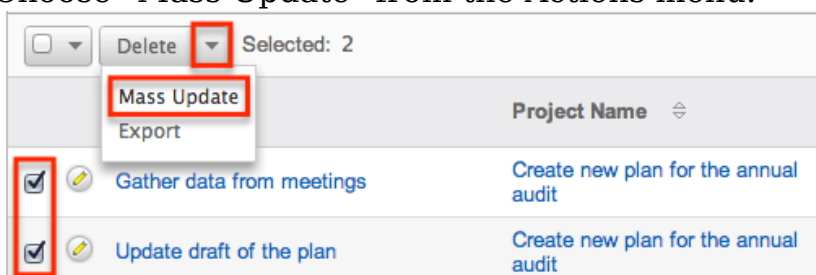 Choose "Mass Update" from the Actions menu.
Delete Selected: 2
Mass Update
Export
Project Name
Gather data from meetings
Create new plan for the annual
audit
Update draft of the plan
Create new plan for the annual
audit